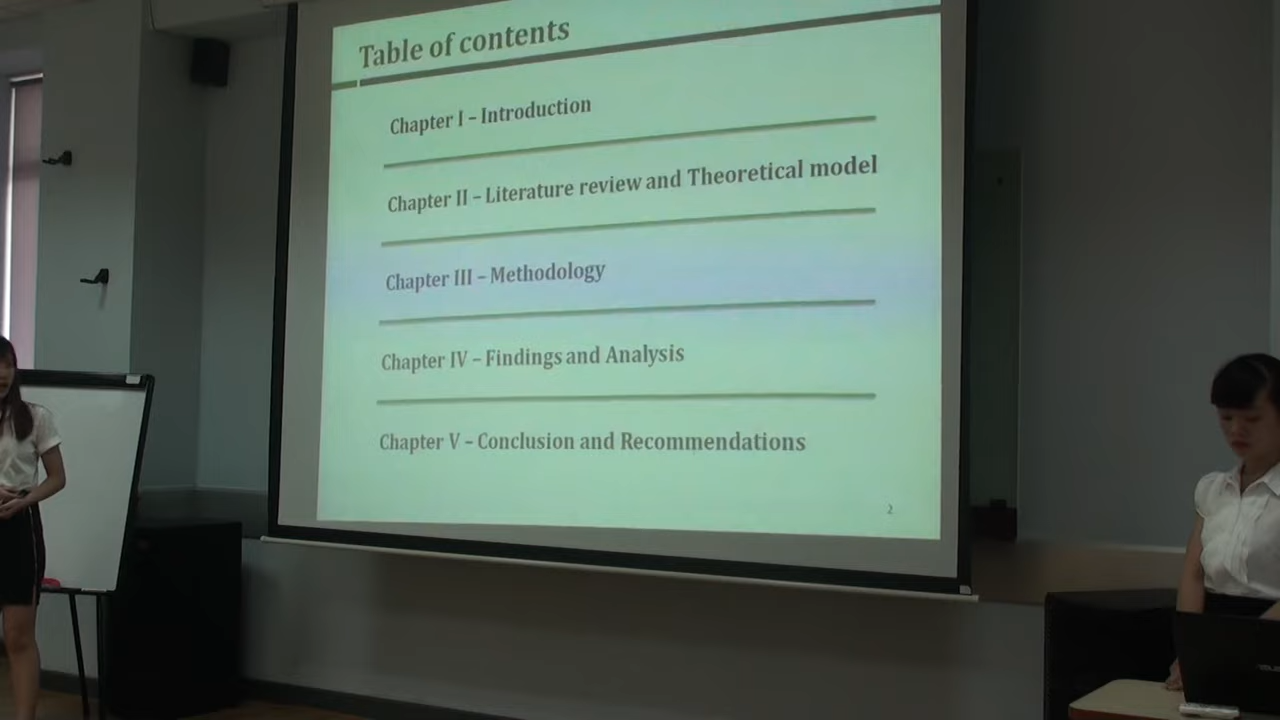 Table of contents
Chapter I – Introduction
Chapter II – Literature review and Theoretical model
Chapter III – Methodology
Chapter IV – Findings and Analysis
Chapter V – Conclusion and Recommendations
2